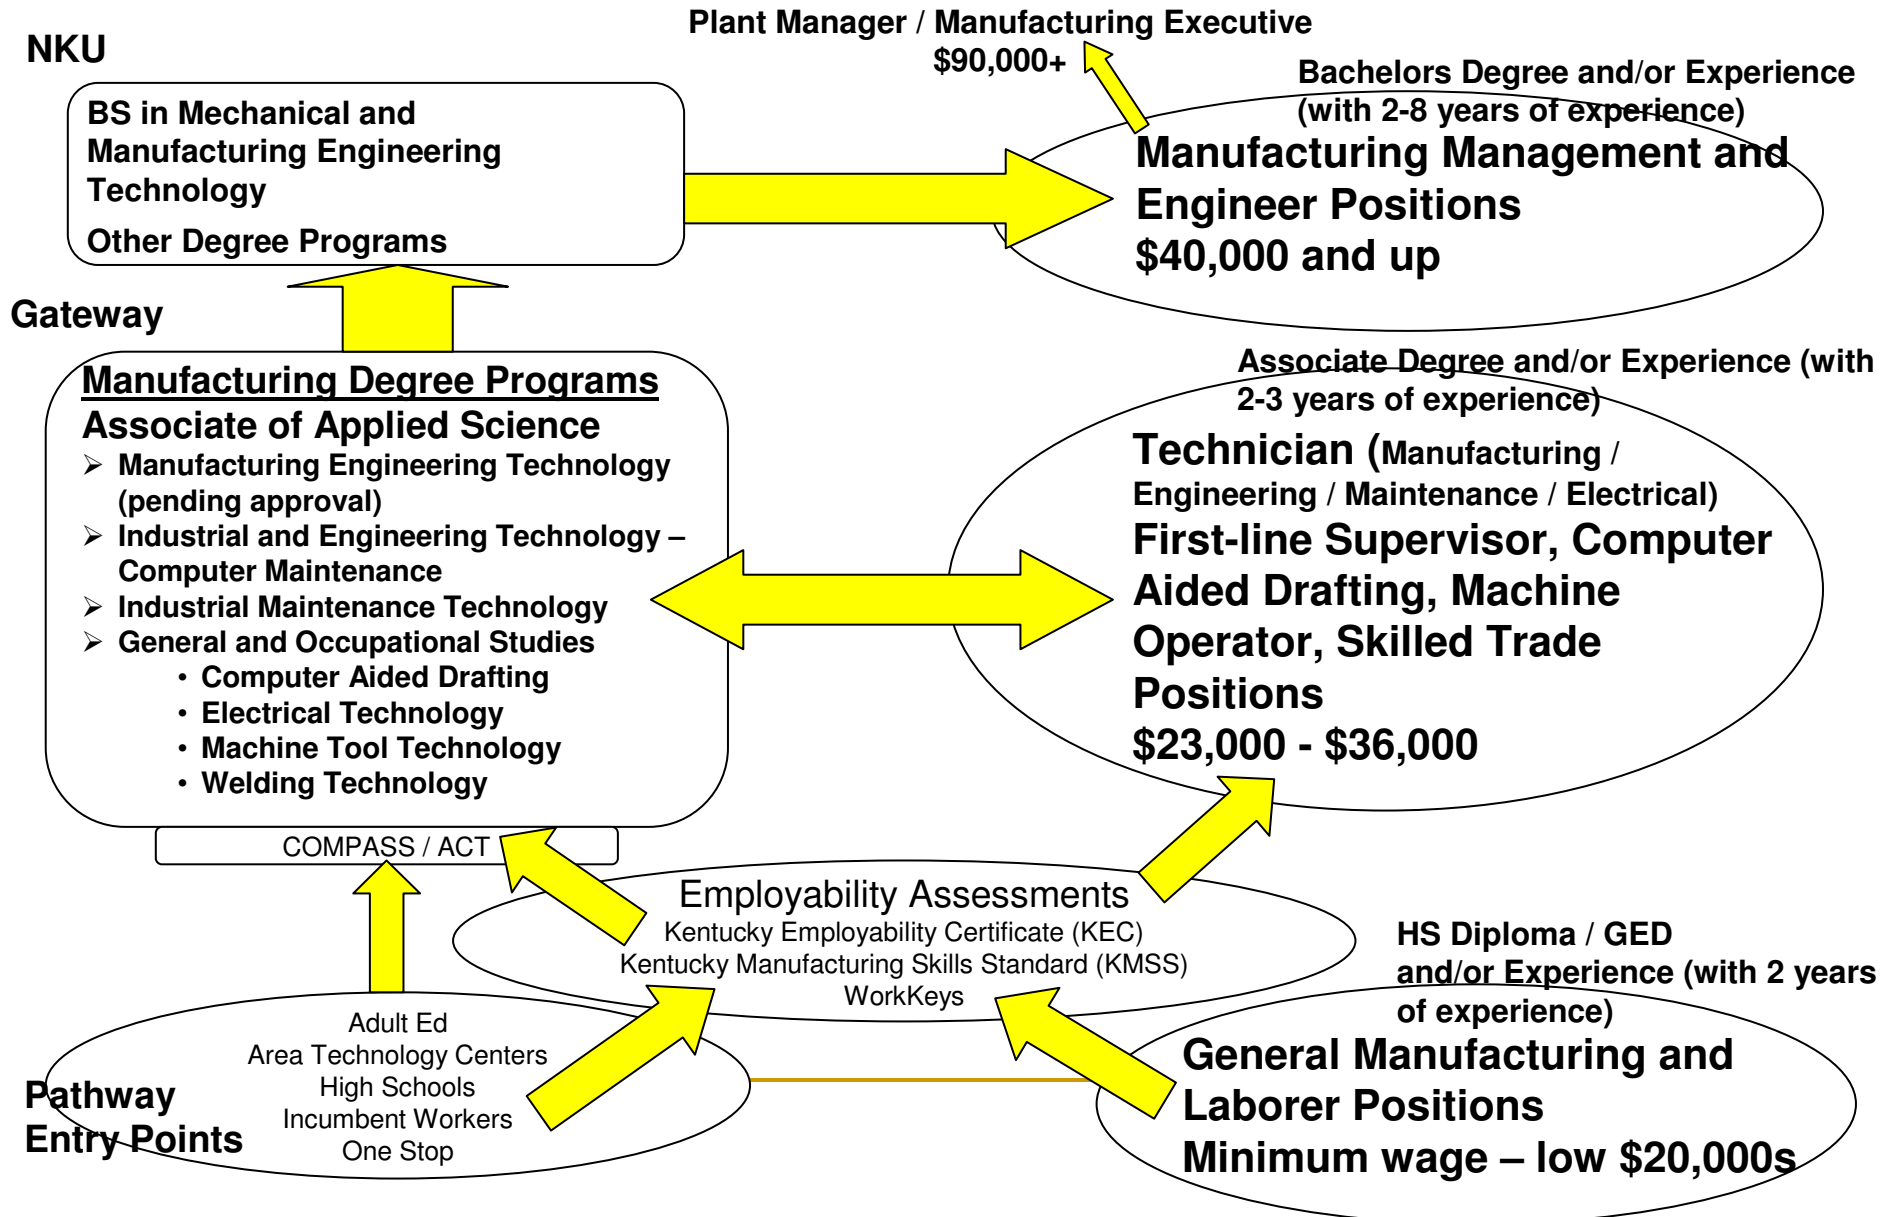 Plant Manager / Manufacturing Executive
$90,000+
NKU
BS in Mechanical and
Manufacturing Engineering
Technology
Other Degree Programs
Bachelors Degree and/or Experience
(with 2-8 years of experience)
Manufacturing Management and
Engineer Positions
$40,000 and up
Gateway
Manufacturing Degree Programs
Associate of Applied Science
➢ Manufacturing Engineering Technology
(pending approval)
➢ Industrial and Engineering Technology –
Computer Maintenance
➢ Industrial Maintenance Technology
➢ General and Occupational Studies
• Computer Aided Drafting
• Electrical Technology
• Machine Tool Technology
• Welding Technology
Associate Degree and/or Experience (with
2-3 years of experience)
Technician (Manufacturing /
Engineering / Maintenance / Electrical)
First-line Supervisor, Computer
Aided Drafting, Machine
Operator, Skilled Trade
Positions
$23,000 - $36,000
COMPASS / ACT
Employability Assessments
Kentucky Employability Certificate (KEC)
Kentucky Manufacturing Skills Standard (KMSS)
WorkKeys
HS Diploma / GED
and/or Experience (with 2 years
of experience)
General Manufacturing and
Laborer Positions
Minimum wage – low $20,000s
Pathway
Entry Points
Adult Ed
Area Technology Centers
High Schools
Incumbent Workers
One Stop